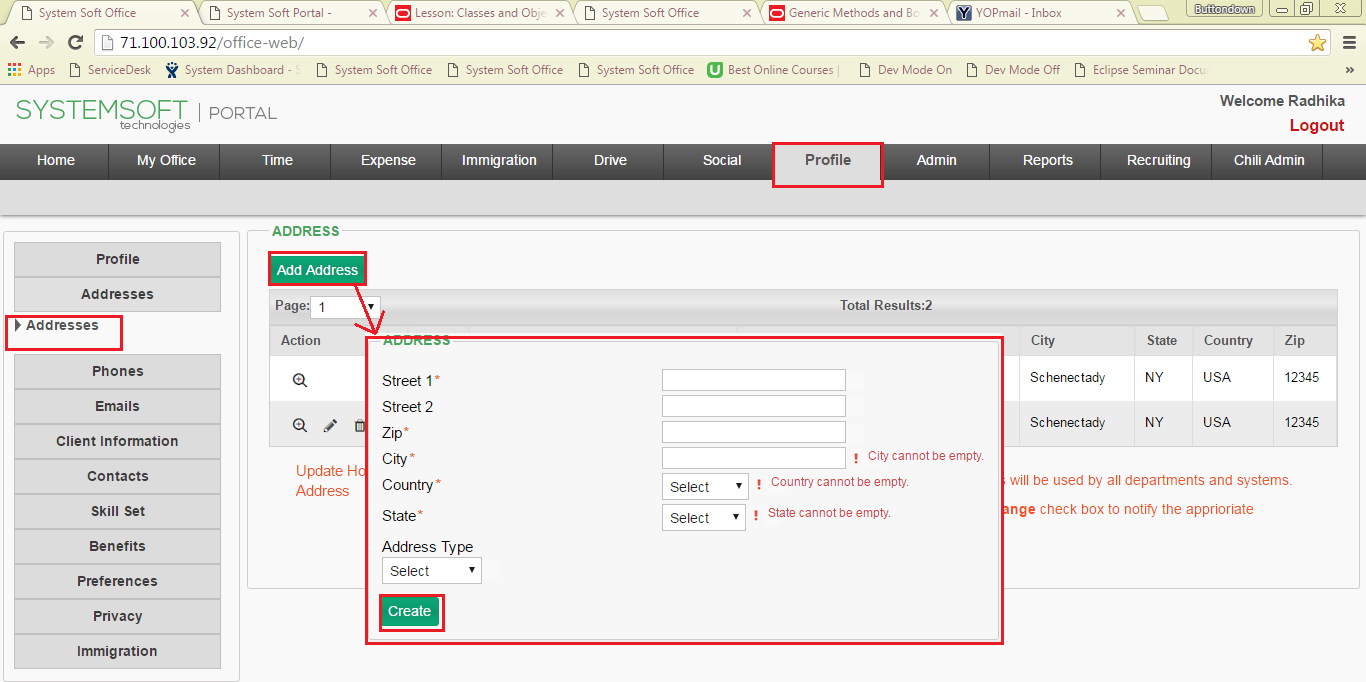 System Soft Office
System Soft Portal -
Lesson: Classes and Obje
System Soft Office
Generic Methods and Bo
YOPmail - Inbox
Buttondown
71.100.103.92/office-web/
Apps ServiceDesk System Dashboard - S System Soft Office System Soft Office System Soft Office Best Online Courses | Dev Mode On Dev Mode Off Eclipse Seminar Docu »
SYSTEMSOFT technologies | PORTAL
Welcome Radhika
Logout
Home My Office Time Expense Immigration Drive Social Profile Admin Reports Recruiting Chili Admin
Profile
Addresses
Addresses
Phones
Emails
Client Information
Contacts
Skill Set
Benefits
Preferences
Privacy
Immigration
ADDRESS
Add Address
Page: 1 Total Results:2
Action City State Country Zip
Schenectady NY USA 12345
Schenectady NY USA 12345
Update Ho
Address
will be used by all departments and systems.
ange check box to notify the apprioriate
ADDRESS
Street 1*
Street 2
Zip*
City* ! City cannot be empty.
Country* Select ! Country cannot be empty.
State* Select ! State cannot be empty.
Address Type
Select
Create